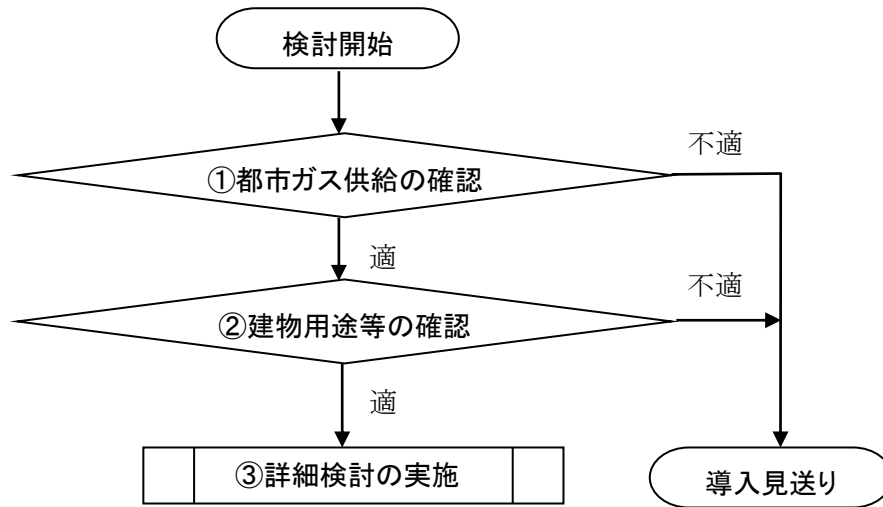 検討開始
不適
①都市ガス供給の確認
適
不適
②建物用途等の確認
適
③詳細検討の実施
導入見送り